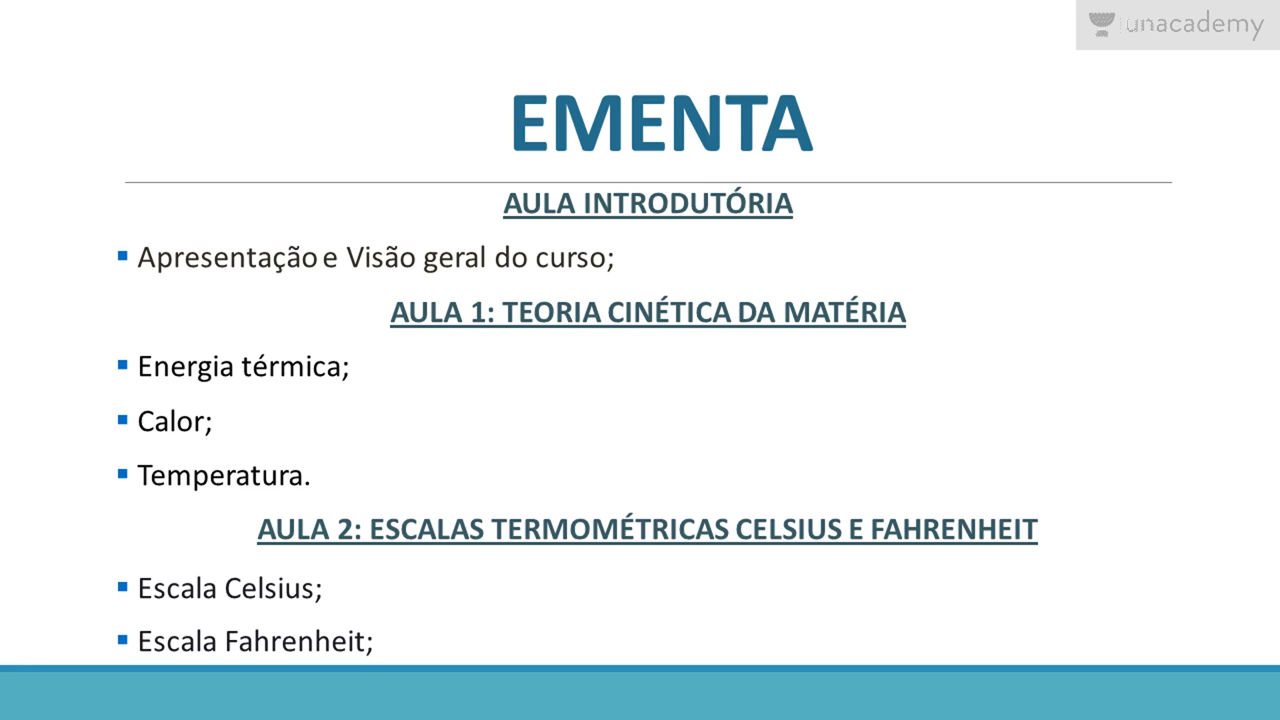 unacademy
EMENTA
AULA INTRODUTÓRIA
Apresentação e Visão geral do curso;
AULA 1: TEORIA CINÉTICA DA MATÉRIA
Energia térmica;
Calor;
Temperatura.
AULA 2: ESCALAS TERMOMÉTRICAS CELSIUS E FAHRENHEIT
Escala Celsius;
Escala Fahrenheit;